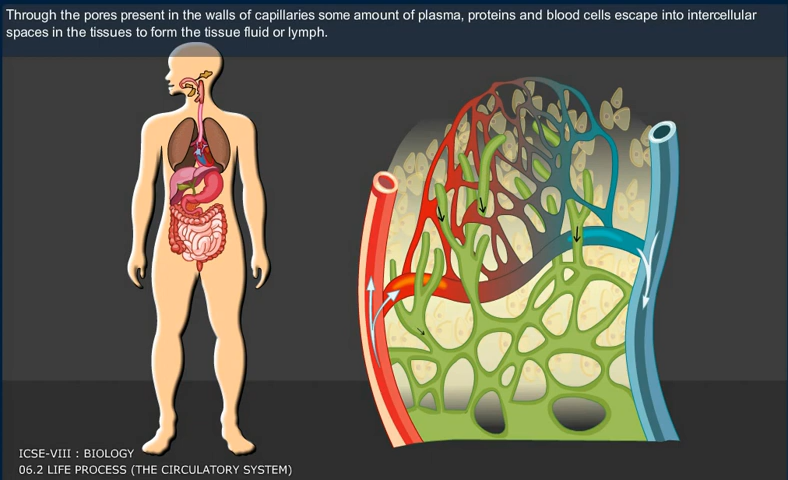 Through the pores present in the walls of capillaries some amount of plasma, proteins and blood cells escape into intercellular
spaces in the tissues to form the tissue fluid or lymph.
ICSE-VIII : BIOLOGY
06.2 LIFE PROCESS (THE CIRCULATORY SYSTEM)